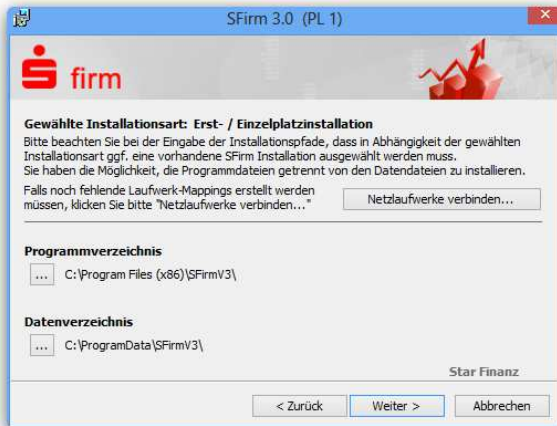 SFirm 3.0 (PL 1)
firm
Gewählte Installationsart: Erst- / Einzelplatzinstallation
Bitte beachten Sie bei der Eingabe der Installationspfade, dass in Abhängigkeit der gewählten
Installationsart ggf. eine vorhandene SFirm Installation ausgewählt werden muss.
Sie haben die Möglichkeit, die Programmdateien getrennt von den Datendateien zu installieren.
Falls noch fehlende Laufwerk-Mappings erstellt werden
müssen, klicken Sie bitte "Netzlaufwerke verbinden..."
Netzlaufwerke verbinden...
Programmverzeichnis
... C:\Program Files (x86)\SFirmV3\
Datenverzeichnis
... C:\ProgramData\SFirmV3\
Star Finanz
< Zurück Weiter > Abbrechen